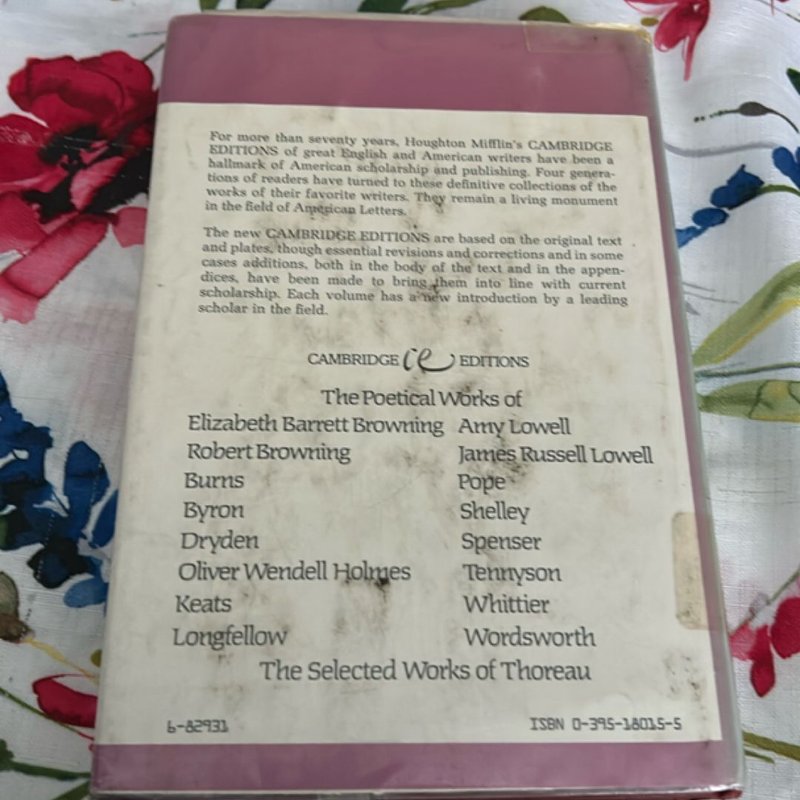 For more than seventy years, Houghton Mifflin's CAMBRIDGE
EDITIONS of great English and American writers have been a
hallmark of American scholarship and publishing. Four genera-
tions of readers have turned to these definitive collections of the
works of their favorite writers. They remain a living monument
in the field of American Letters.
The new CAMBRIDGE EDITIONS are based on the original text
and plates, though essential revisions and corrections and in some
cases additions, both in the body of the text and in the appen-
dices, have been made to bring them into line with current
scholarship. Each volume has a new introduction by a leading
scholar in the field.
CAMBRIDGE ce EDITIONS
The Poetical Works of
Elizabeth Barrett Browning Amy Lowell
Robert Browning James Russell Lowell
Burns Pope
Byron Shelley
Dryden Spenser
Oliver Wendell Holmes Tennyson
Keats Whittier
Longfellow Wordsworth
The Selected Works of Thoreau
6-82931 ISBN 0-395-18015-5